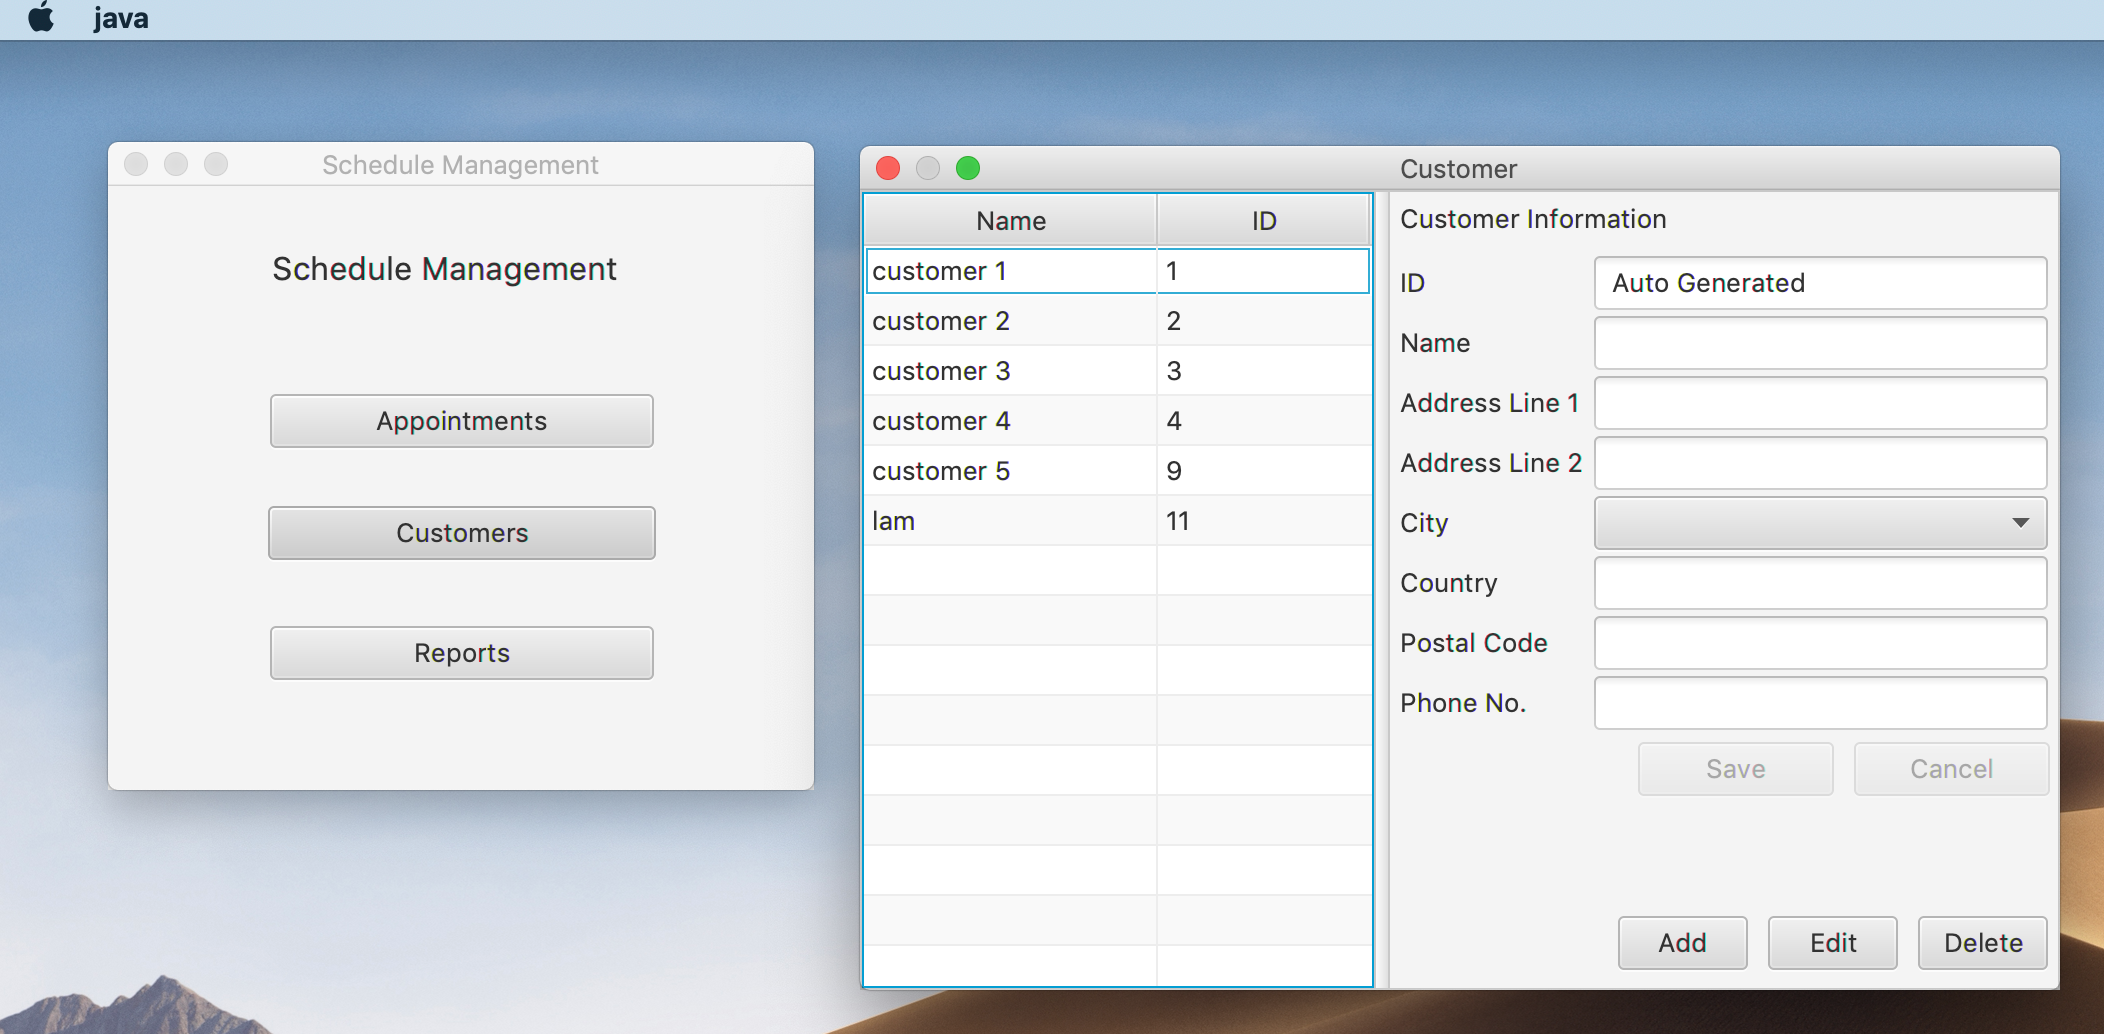 java
Schedule Management
Schedule Management
Appointments
Customers
Reports
Customer
Name ID
customer 1 1
customer 2 2
customer 3 3
customer 4 4
customer 5 9
lam 11
Customer Information
ID Auto Generated
Name
Address Line 1
Address Line 2
City
Country
Postal Code
Phone No.
Save Cancel
Add Edit Delete